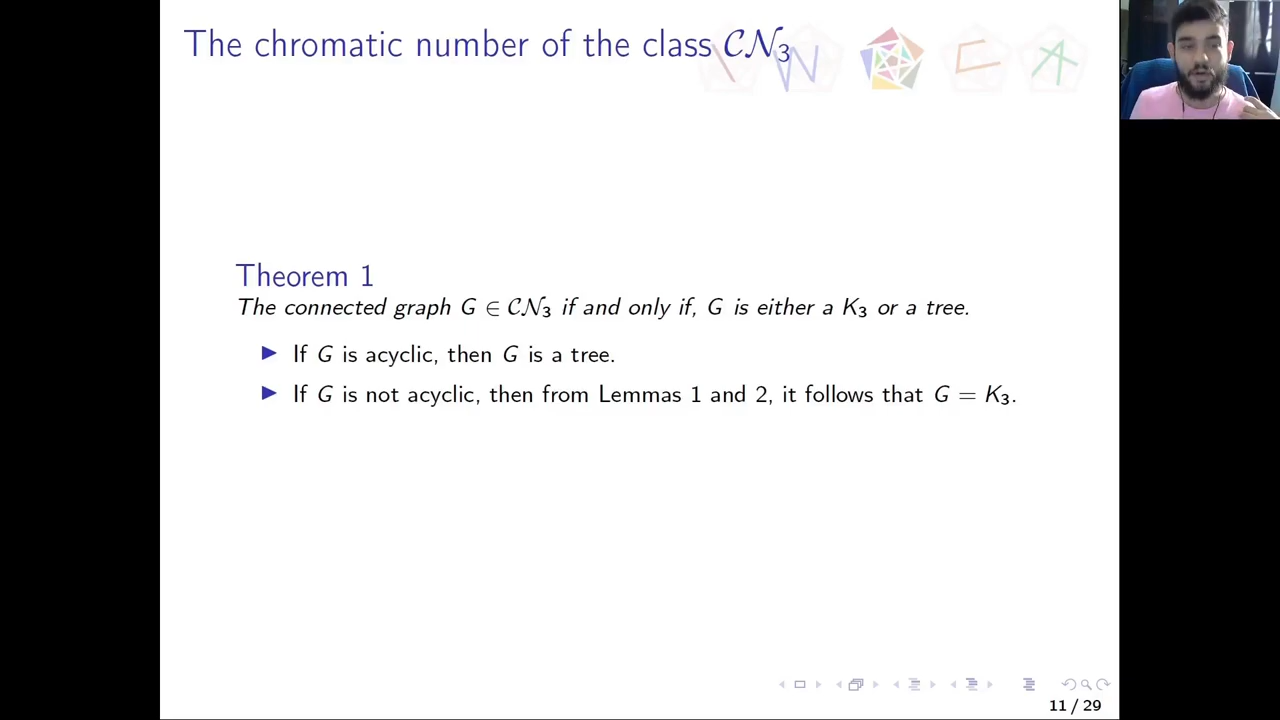 The chromatic number of the class 𝒞𝒩₃
Theorem 1
The connected graph G ∈ 𝒞𝒩₃ if and only if, G is either a K₃ or a tree.
▶ If G is acyclic, then G is a tree.
▶ If G is not acyclic, then from Lemmas 1 and 2, it follows that G = K₃.
11 / 29